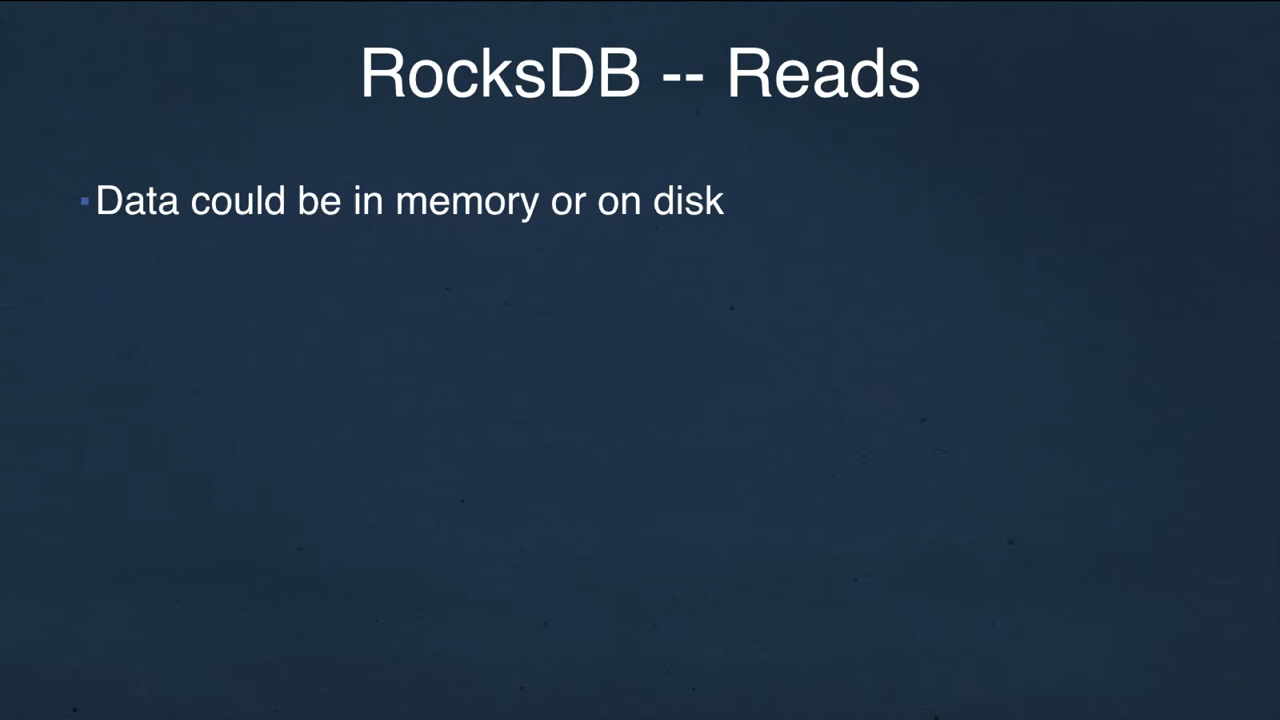 RocksDB -- Reads
▪Data could be in memory or on disk